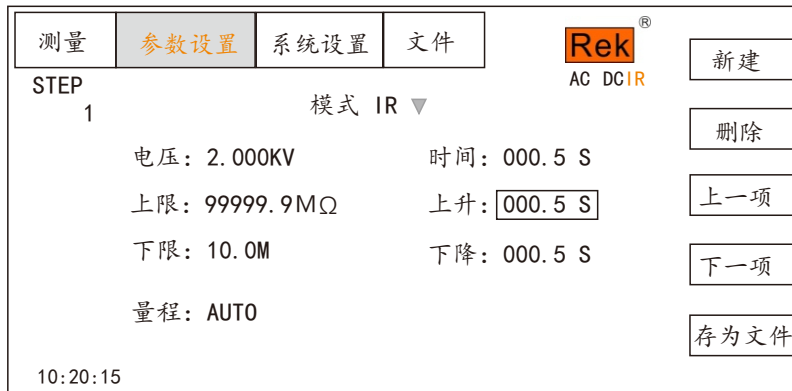 测量 参数设置 系统设置 文件 Rek®
AC DCIR
新建
STEP
1
模式 IR ▼
删除
电压: 2.000KV 时间: 000.5 S
上限: 99999.9MΩ 上升: 000.5 S
上一项
下限: 10.0M 下降: 000.5 S
下一项
量程: AUTO
存为文件
10:20:15